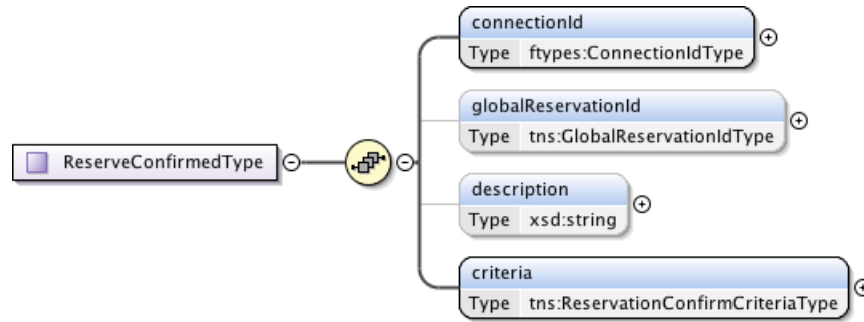 connectionId
Type ftypes:ConnectionIdType
globalReservationId
Type tns:GlobalReservationIdType
ReserveConfirmedType
description
Type xsd:string
criteria
Type tns:ReservationConfirmCriteriaType